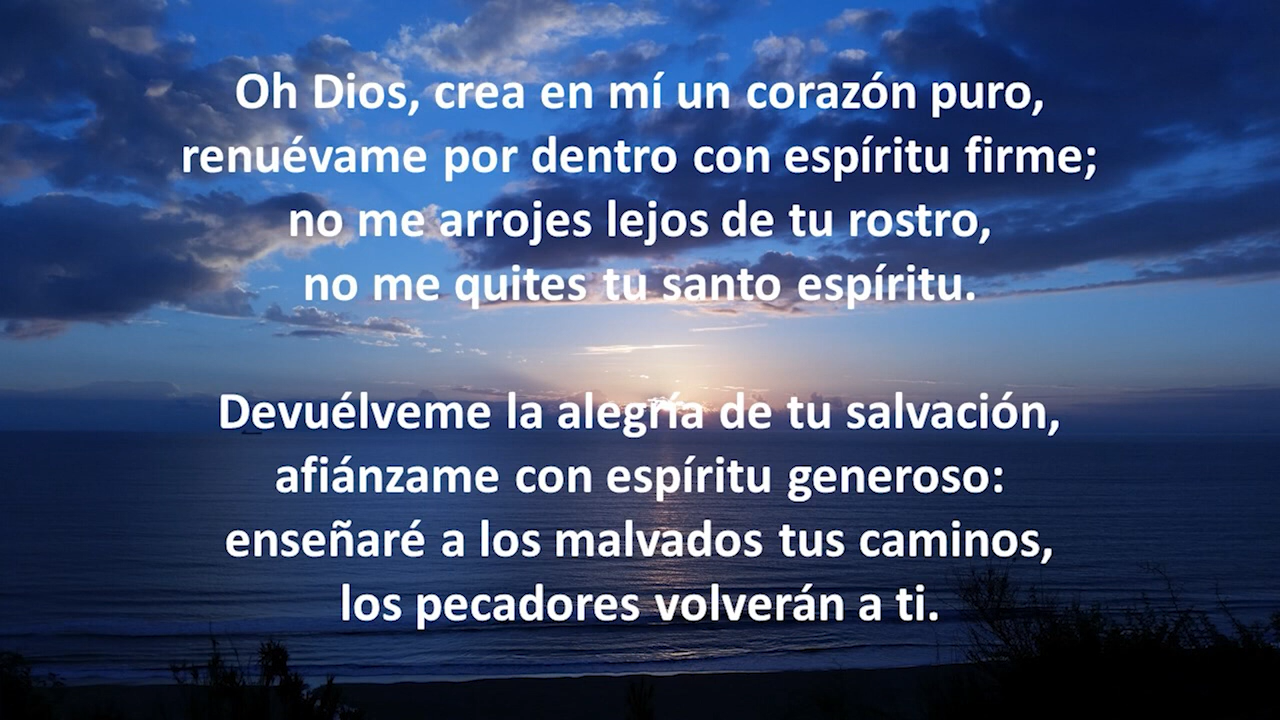 Oh Dios, crea en mí un corazón puro,
renuévame por dentro con espíritu firme;
no me arrojes lejos de tu rostro,
no me quites tu santo espíritu.
Devuélveme la alegría de tu salvación,
afiánzame con espíritu generoso:
enseñaré a los malvados tus caminos,
los pecadores volverán a ti.